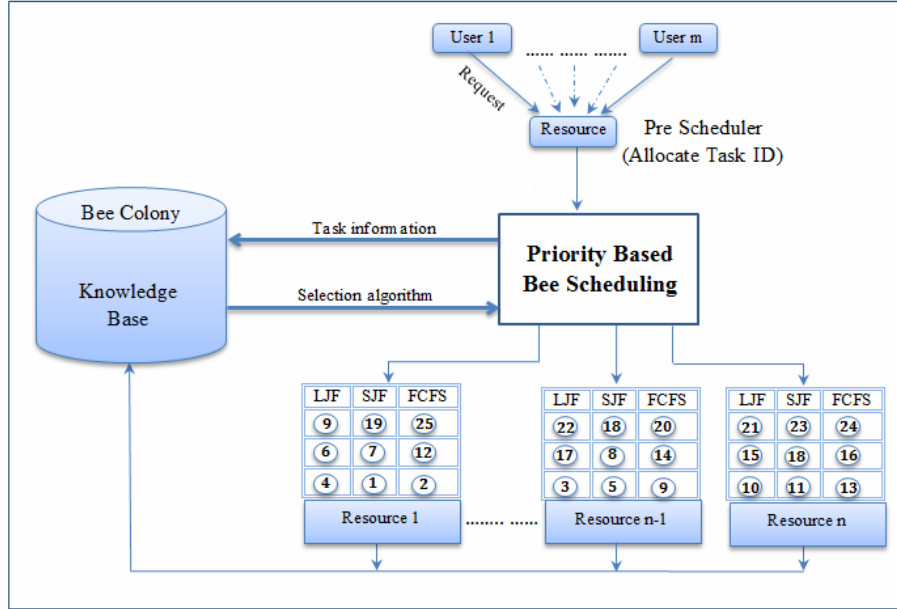 User 1
...... ...... .......
User m
Request
Resource
Pre Scheduler
(Allocate Task ID)
Bee Colony
Knowledge
Base
Task information
Selection algorithm
Priority Based
Bee Scheduling
LJF SJF FCFS
9 19 25
6 7 12
4 1 2
Resource 1
........ ......
LJF SJF FCFS
22 18 20
17 8 14
3 5 9
Resource n-1
LJF SJF FCFS
21 23 24
15 18 16
10 11 13
Resource n